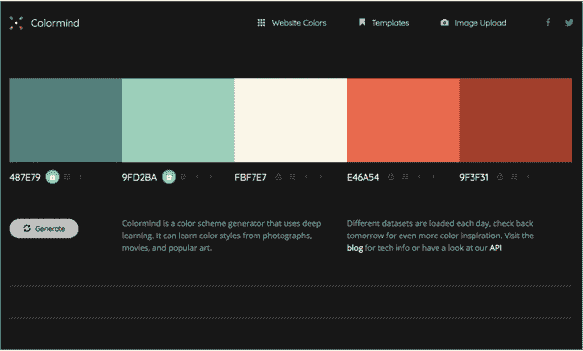 Colormind
Website Colors
Templates
Image Upload
487E79
9FD2BA
FBF7E7
E46A54
9F3F31
Generate
Colormind is a color scheme generator that uses deep
learning. It can learn color styles from photographs,
movies, and popular art.
Different datasets are loaded each day, check back
tomorrow for even more color inspiration. Visit the
blog for tech info or have a look at our API